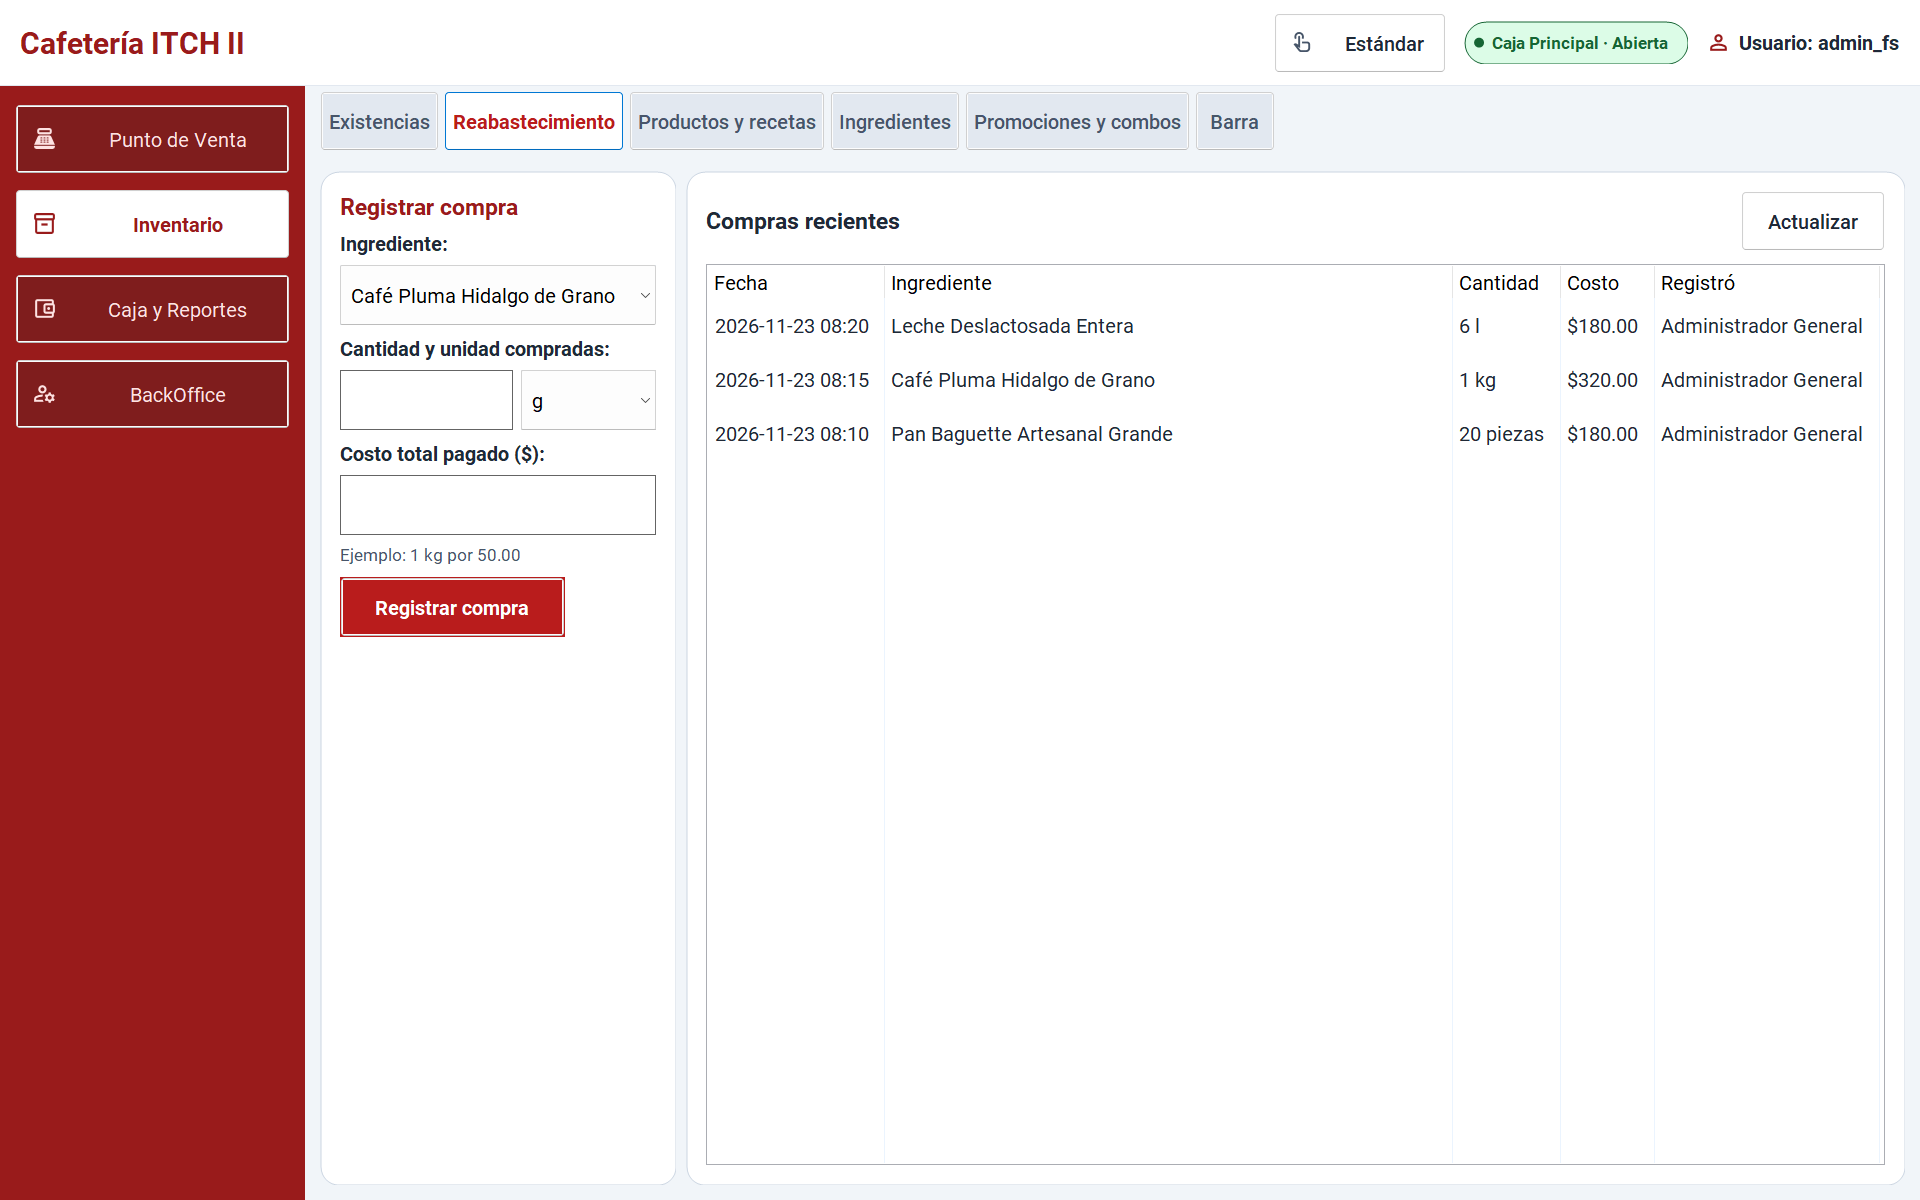 Cafetería ITCH II
Estándar
Caja Principal · Abierta
Usuario: admin_fs
Punto de Venta
Inventario
Caja y Reportes
BackOffice
Existencias
Reabastecimiento
Productos y recetas
Ingredientes
Promociones y combos
Barra
Registrar compra
Ingrediente:
Café Pluma Hidalgo de Grano
Cantidad y unidad compradas:
g
Costo total pagado ($):
Ejemplo: 1 kg por 50.00
Registrar compra
Compras recientes
Actualizar
Fecha Ingrediente Cantidad Costo Registró
2026-11-23 08:20 Leche Deslactosada Entera 6 l $180.00 Administrador General
2026-11-23 08:15 Café Pluma Hidalgo de Grano 1 kg $320.00 Administrador General
2026-11-23 08:10 Pan Baguette Artesanal Grande 20 piezas $180.00 Administrador General